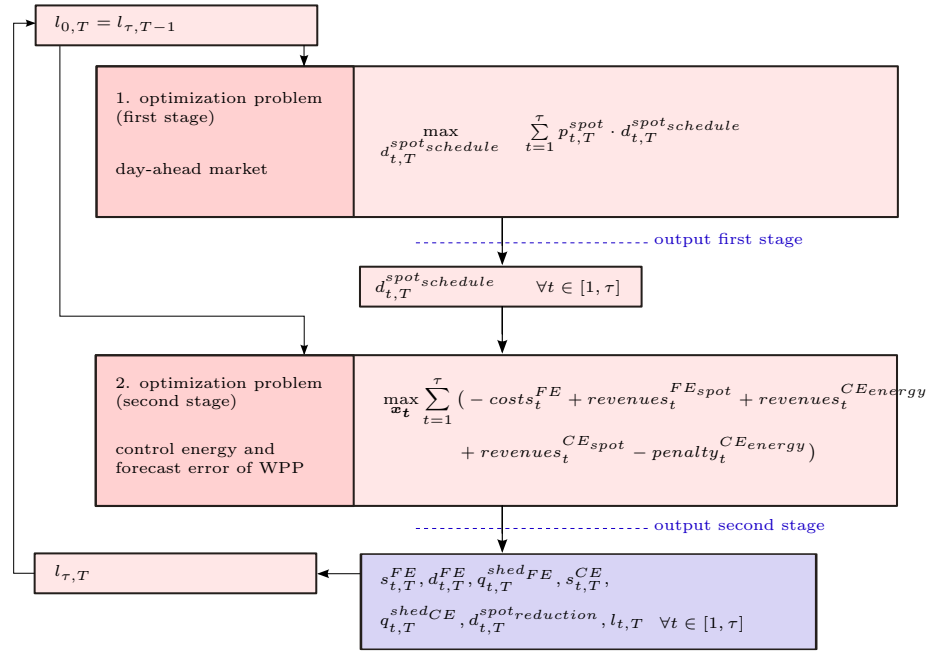 l_{0,T} = l_{τ,T−1}
1. optimization problem
(first stage)
day-ahead market
max_{d_{t,T}^{spot_{schedule}}} ∑_{t=1}^{τ} p_{t,T}^{spot} · d_{t,T}^{spot_{schedule}}
output first stage
d_{t,T}^{spot_{schedule}} ∀t ∈ [1, τ]
2. optimization problem
(second stage)
control energy and
forecast error of WPP
max_{x_t} ∑_{t=1}^{τ} ( − costs_t^{FE} + revenues_t^{FE_{spot}} + revenues_t^{CE_{energy}}
+ revenues_t^{CE_{spot}} − penalty_t^{CE_{energy}} )
output second stage
l_{τ,T}
s_{t,T}^{FE}, d_{t,T}^{FE}, q_{t,T}^{shed_{FE}}, s_{t,T}^{CE},
q_{t,T}^{shed_{CE}}, d_{t,T}^{spot_{reduction}}, l_{t,T} ∀t ∈ [1, τ]